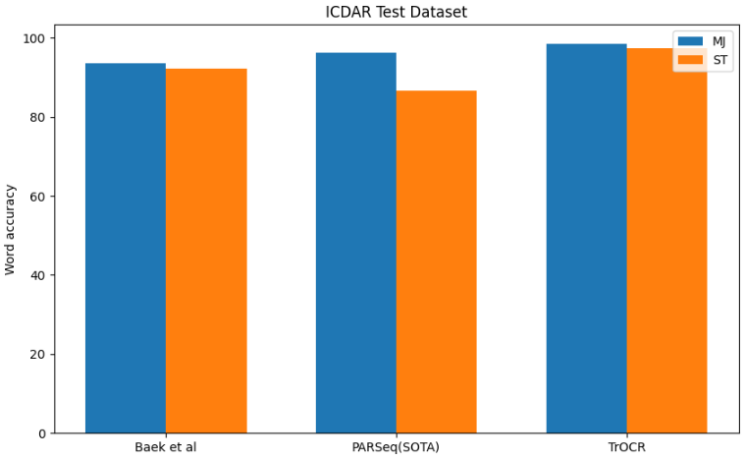 ICDAR Test Dataset
MJ
ST
Word accuracy
100
80
60
40
20
0
Baek et al PARSeq(SOTA) TrOCR